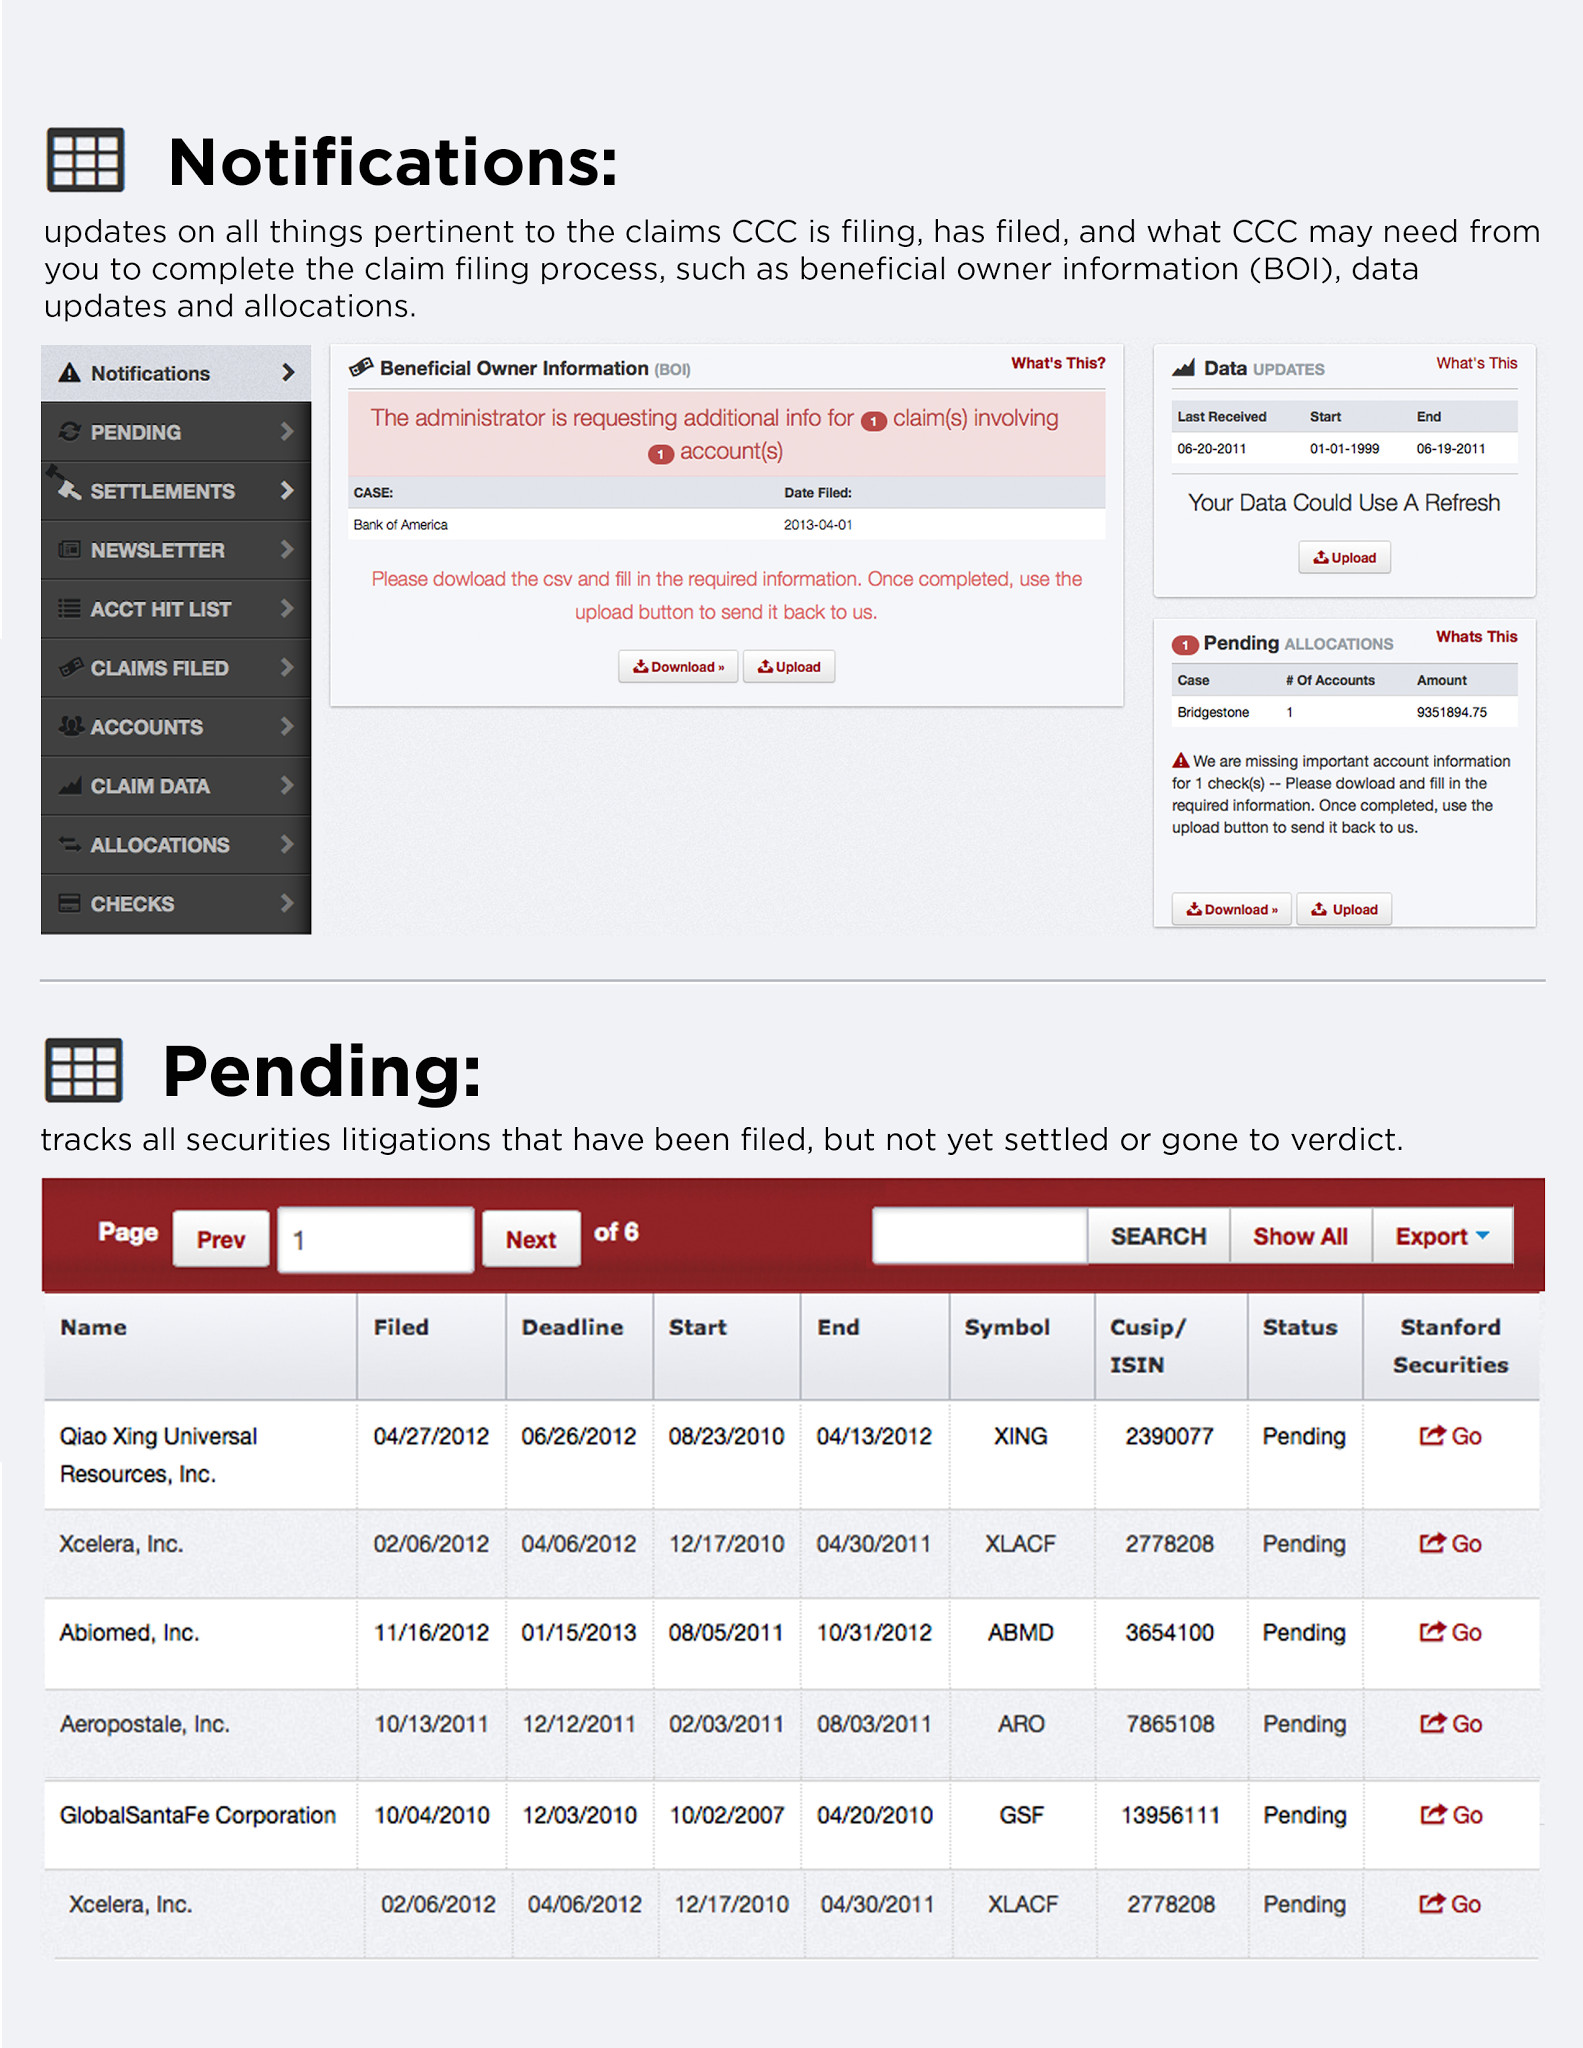 Notifications:
updates on all things pertinent to the claims CCC is filing, has filed, and what CCC may need from
you to complete the claim filing process, such as beneficial owner information (BOI), data
updates and allocations.
Notifications
PENDING
SETTLEMENTS
NEWSLETTER
ACCT HIT LIST
CLAIMS FILED
ACCOUNTS
CLAIM DATA
ALLOCATIONS
CHECKS
Beneficial Owner Information (BOI) What's This?
The administrator is requesting additional info for 1 claim(s) involving
1 account(s)
CASE: Date Filed:
Bank of America 2013-04-01
Please dowload the csv and fill in the required information. Once completed, use the
upload button to send it back to us.
Download » Upload
Data UPDATES What's This
Last Received Start End
06-20-2011 01-01-1999 06-19-2011
Your Data Could Use A Refresh
Upload
1 Pending ALLOCATIONS Whats This
Case # Of Accounts Amount
Bridgestone 1 9351894.75
We are missing important account information
for 1 check(s) -- Please dowload and fill in the
required information. Once completed, use the
upload button to send it back to us.
Download » Upload
Pending:
tracks all securities litigations that have been filed, but not yet settled or gone to verdict.
Page Prev 1 Next of 6 SEARCH Show All Export
Name Filed Deadline Start End Symbol Cusip/ Status Stanford
ISIN Securities
Qiao Xing Universal 04/27/2012 06/26/2012 08/23/2010 04/13/2012 XING 2390077 Pending Go
Resources, Inc.
Xcelera, Inc. 02/06/2012 04/06/2012 12/17/2010 04/30/2011 XLACF 2778208 Pending Go
Abiomed, Inc. 11/16/2012 01/15/2013 08/05/2011 10/31/2012 ABMD 3654100 Pending Go
Aeropostale, Inc. 10/13/2011 12/12/2011 02/03/2011 08/03/2011 ARO 7865108 Pending Go
GlobalSantaFe Corporation 10/04/2010 12/03/2010 10/02/2007 04/20/2010 GSF 13956111 Pending Go
Xcelera, Inc. 02/06/2012 04/06/2012 12/17/2010 04/30/2011 XLACF 2778208 Pending Go